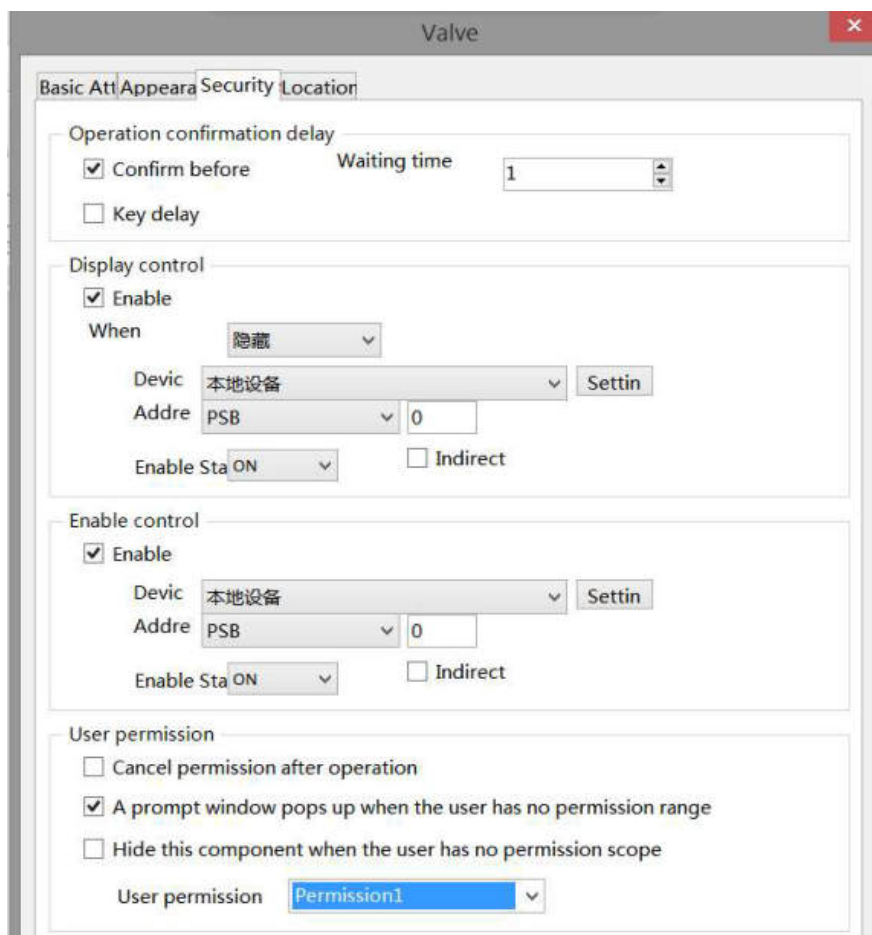 Valve
Basic Att Appeara Security Location
Operation confirmation delay
Confirm before Waiting time 1
Key delay
Display control
Enable
When 隐藏
Devic 本地设备 Settin
Addre PSB 0
Enable Sta ON Indirect
Enable control
Enable
Devic 本地设备 Settin
Addre PSB 0
Enable Sta ON Indirect
User permission
Cancel permission after operation
A prompt window pops up when the user has no permission range
Hide this component when the user has no permission scope
User permission Permission1